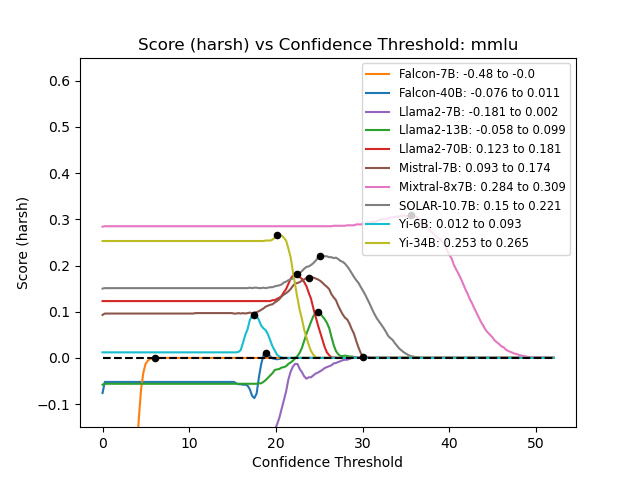 Score (harsh) vs Confidence Threshold: mmlu
Score (harsh)
0.6
0.5
0.4
0.3
0.2
0.1
0.0
−0.1
Falcon-7B: -0.48 to -0.0
Falcon-40B: -0.076 to 0.011
Llama2-7B: -0.181 to 0.002
Llama2-13B: -0.058 to 0.099
Llama2-70B: 0.123 to 0.181
Mistral-7B: 0.093 to 0.174
Mixtral-8x7B: 0.284 to 0.309
SOLAR-10.7B: 0.15 to 0.221
Yi-6B: 0.012 to 0.093
Yi-34B: 0.253 to 0.265
0 10 20 30 40 50
Confidence Threshold